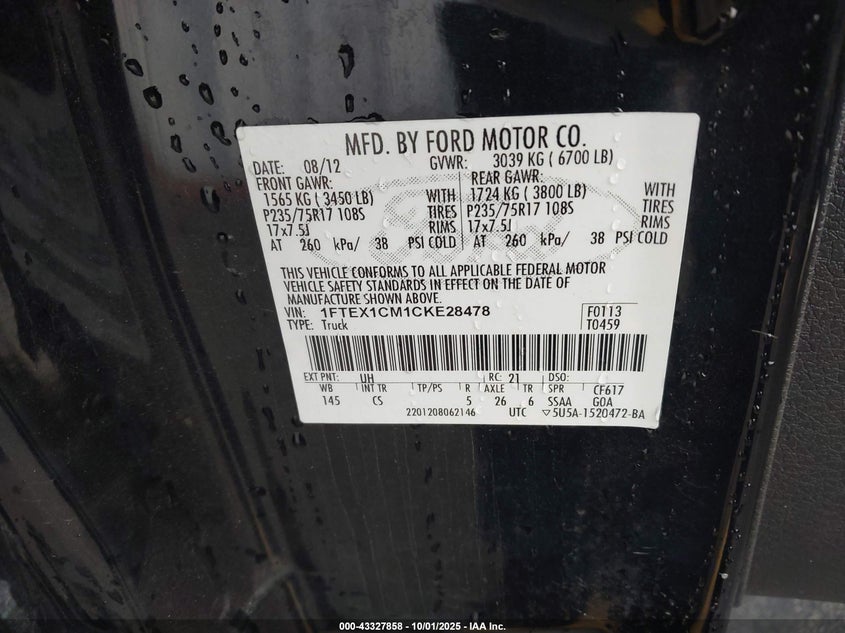 MFD. BY FORD MOTOR CO.
DATE: 08/12 GVWR: 3039 KG ( 6700 LB)
FRONT GAWR: REAR GAWR:
1565 KG ( 3450 LB) WITH 1724 KG ( 3800 LB) WITH
P235/75R17 108S TIRES P235/75R17 108S TIRES
17x7.5J RIMS 17x7.5J RIMS
AT 260 kPa/ 38 PSI COLD AT 260 kPa/ 38 PSI COLD
THIS VEHICLE CONFORMS TO ALL APPLICABLE FEDERAL MOTOR
VEHICLE SAFETY STANDARDS IN EFFECT ON THE DATE OF
MANUFACTURE SHOWN ABOVE.
VIN: 1FTEX1CM1CKE28478 F0113
TYPE: Truck T0459
EXT PNT: UH RC: 21 DSO:
WB INT TR TP/PS R AXLE TR SPR CF617
145 CS 5 26 6 SSAA GOA
2201208062146 UTC ▽5U5A-1520472-BA
000-43327858 - 10/01/2025 - IAA Inc.